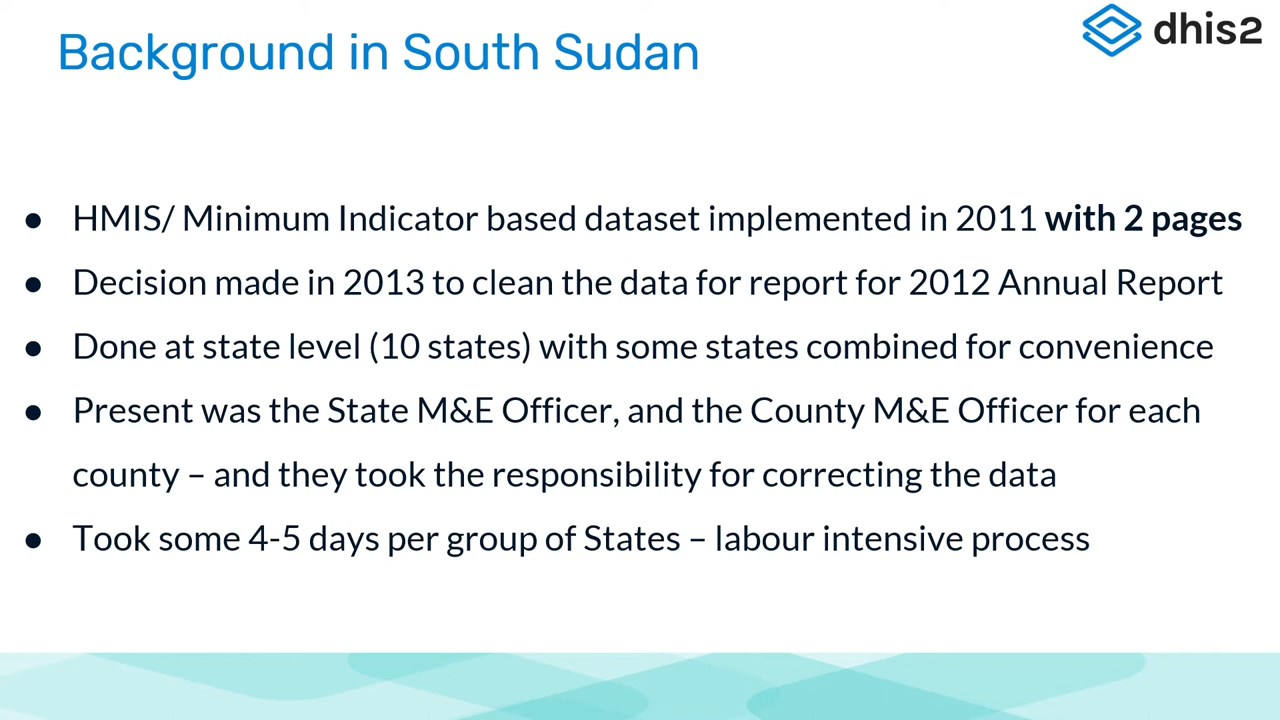 Background in South Sudan
dhis2
● HMIS/ Minimum Indicator based dataset implemented in 2011 with 2 pages
● Decision made in 2013 to clean the data for report for 2012 Annual Report
● Done at state level (10 states) with some states combined for convenience
● Present was the State M&E Officer, and the County M&E Officer for each
county – and they took the responsibility for correcting the data
● Took some 4-5 days per group of States – labour intensive process